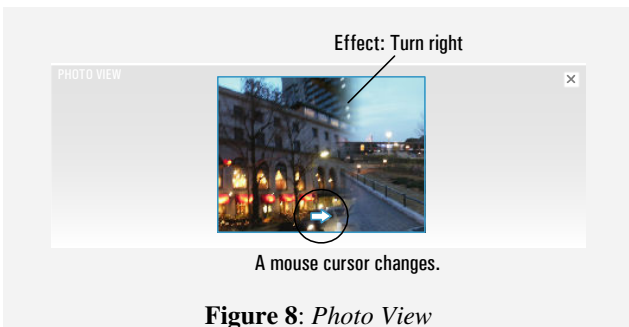 Effect: Turn right
PHOTO VIEW
A mouse cursor changes.
Figure 8: Photo View